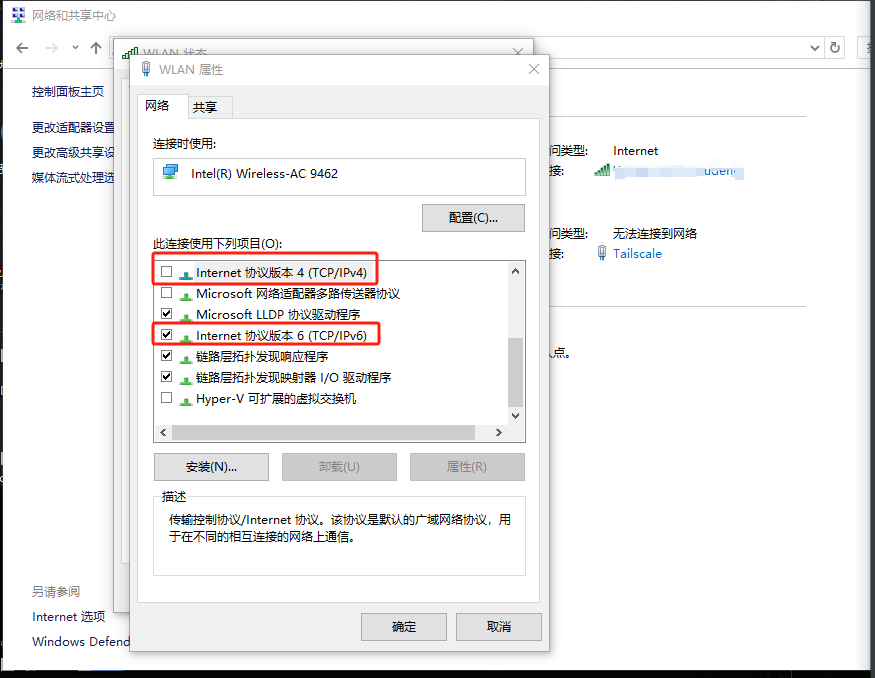 网络和共享中心
WLAN 状态
控制面板主页
更改适配器设置
更改高级共享设
媒体流式处理选
另请参阅
Internet 选项
Windows Defend
WLAN 属性
网络
共享
连接时使用:
Intel(R) Wireless-AC 9462
配置(C)...
此连接使用下列项目(O):
Internet 协议版本 4 (TCP/IPv4)
Microsoft 网络适配器多路传送器协议
Microsoft LLDP 协议驱动程序
Internet 协议版本 6 (TCP/IPv6)
链路层拓扑发现响应程序
链路层拓扑发现映射器 I/O 驱动程序
Hyper-V 可扩展的虚拟交换机
安装(N)...
卸载(U)
属性(R)
描述
传输控制协议/Internet 协议。该协议是默认的广域网络协议，用
于在不同的相互连接的网络上通信。
确定
取消
问类型: Internet
接:
问类型: 无法连接到网络
接: Tailscale
点。